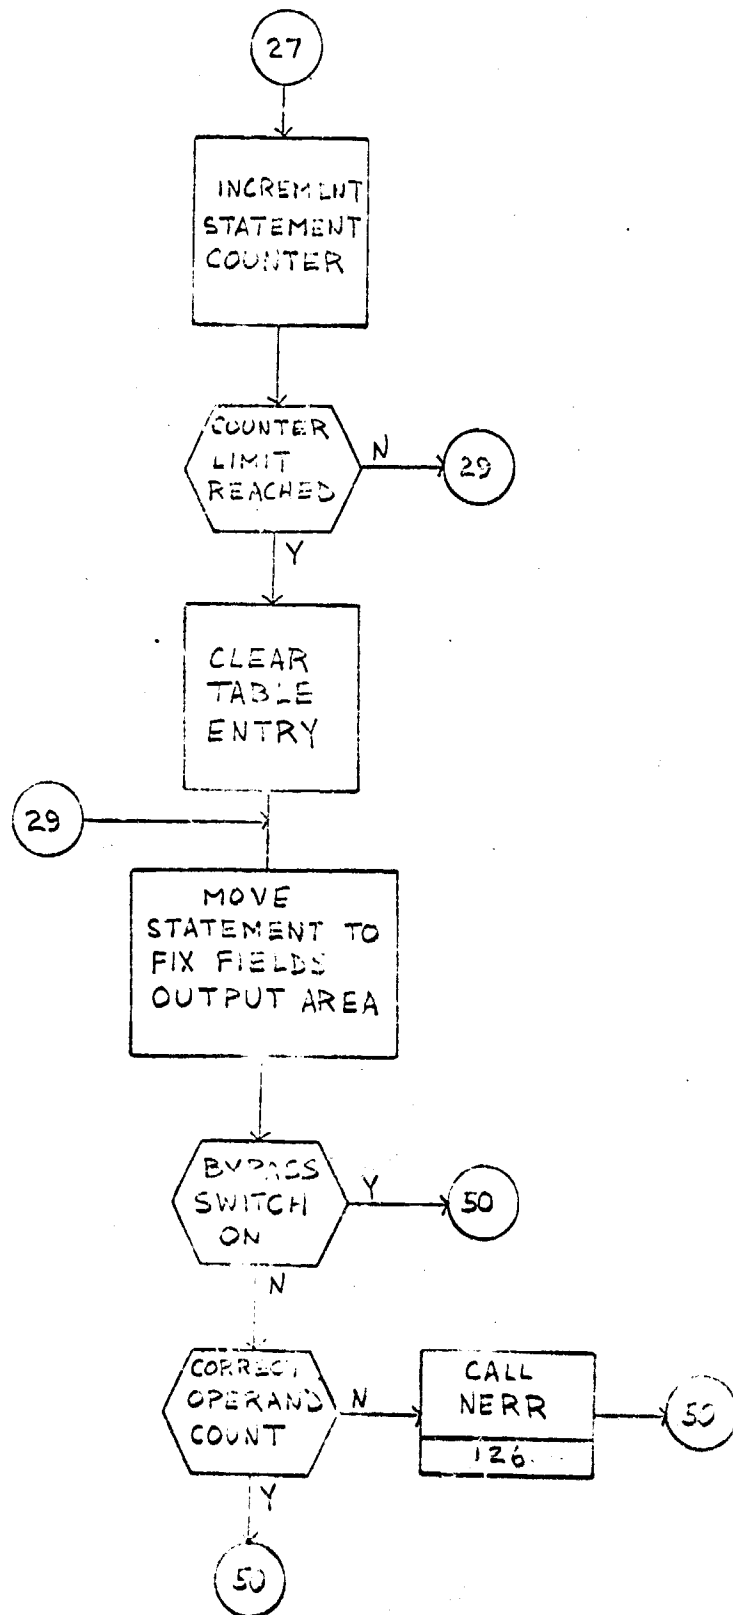 27
INCREMENT
STATEMENT
COUNTER
COUNTER
LIMIT
REACHED
N
29
Y
CLEAR
TABLE
ENTRY
29
MOVE
STATEMENT TO
FIX FIELDS
OUTPUT AREA
BYPASS
SWITCH
ON
Y
50
N
CORRECT
OPERAND
COUNT
N
CALL
NERR
126
50
Y
50